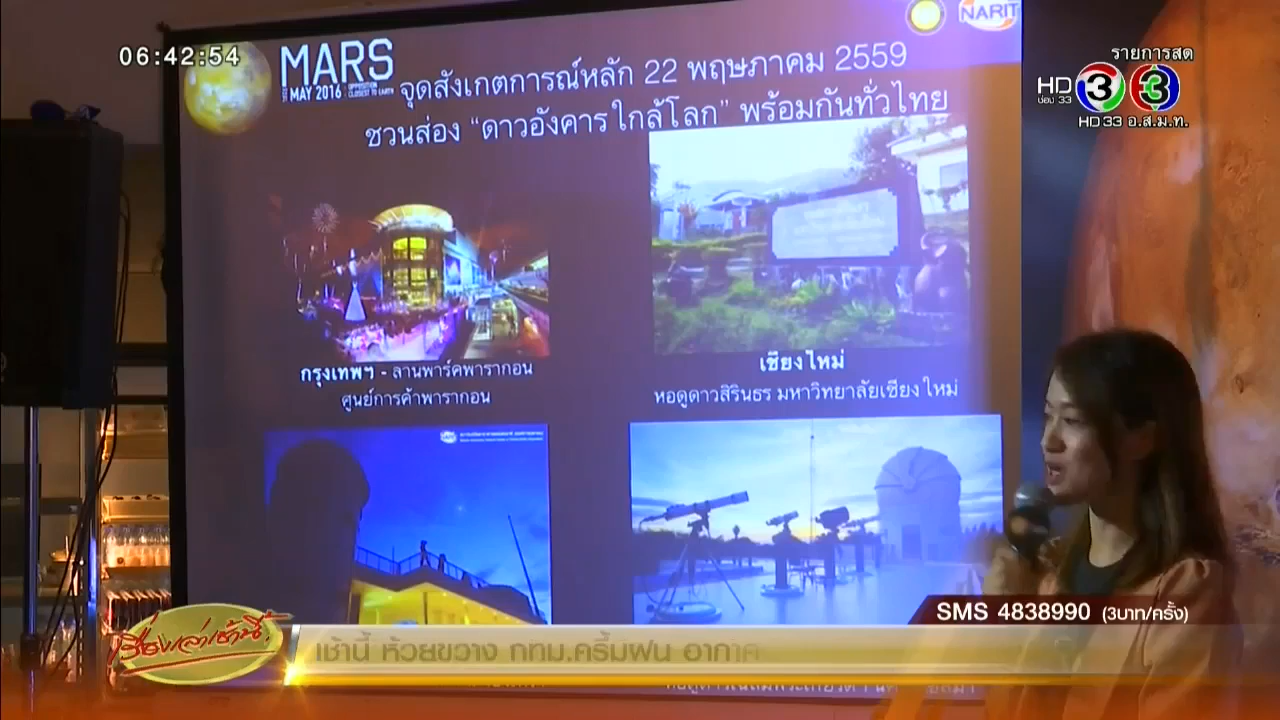 06:42:54
MARS
MAY 2016
OPPOSITION
CLOSEST TO EARTH
NARIT
จุดสังเกตการณ์หลัก 22 พฤษภาคม 2559
ชวนส่อง “ดาวอังคารใกล้โลก” พร้อมกันทั่วไทย
รายการสด
HD
ช่อง 33
3
3
HD 33 อ.ส.ม.ท.
กรุงเทพฯ - ลานพาร์คพารากอน
ศูนย์การค้าพารากอน
เชียงใหม่
หอดูดาวสิรินธร มหาวิทยาลัยเชียงใหม่
SMS 4838990 (3บาท/ครั้ง)
เรื่องเล่าเช้านี้
เช้านี้ ห้วยขวาง กทม.ครึ้มฝน อากาศ